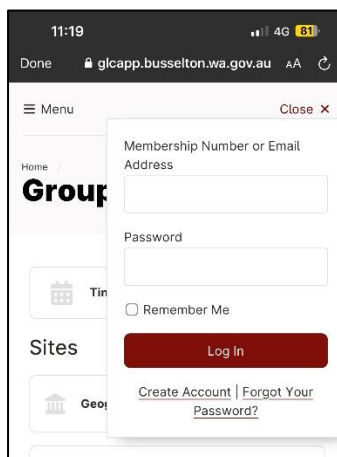 11:19 4G 81
Done glcapp.busselton.wa.gov.au AA
Menu Close ×
Home /
Group
Membership Number or Email
Address
Password
Remember Me
Log In
Create Account | Forgot Your
Password?
Tin
Sites
Geog